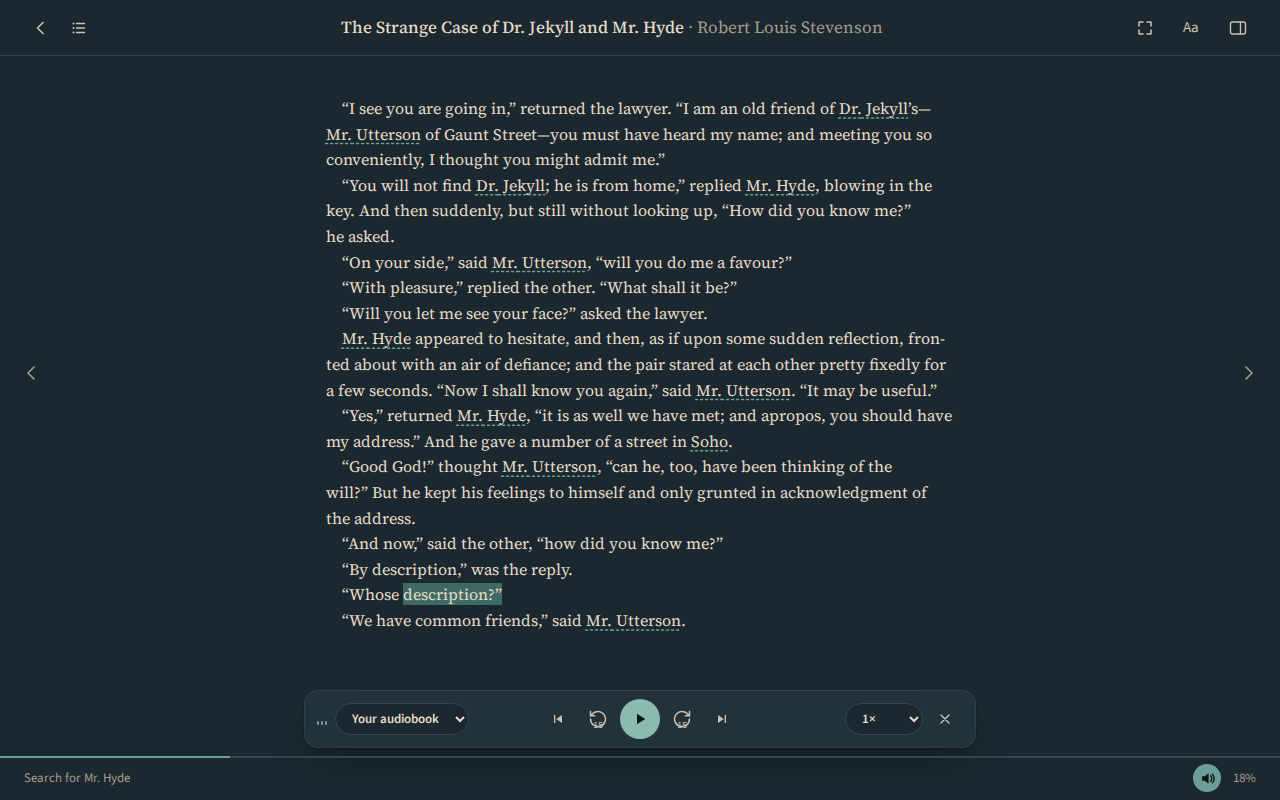 The Strange Case of Dr. Jekyll and Mr. Hyde · Robert Louis Stevenson
Aa
“I see you are going in,” returned the lawyer. “I am an old friend of Dr. Jekyll’s—
Mr. Utterson of Gaunt Street—you must have heard my name; and meeting you so
conveniently, I thought you might admit me.”
“You will not find Dr. Jekyll; he is from home,” replied Mr. Hyde, blowing in the
key. And then suddenly, but still without looking up, “How did you know me?”
he asked.
“On your side,” said Mr. Utterson, “will you do me a favour?”
“With pleasure,” replied the other. “What shall it be?”
“Will you let me see your face?” asked the lawyer.
Mr. Hyde appeared to hesitate, and then, as if upon some sudden reflection, fron-
ted about with an air of defiance; and the pair stared at each other pretty fixedly for
a few seconds. “Now I shall know you again,” said Mr. Utterson. “It may be useful.”
“Yes,” returned Mr. Hyde, “it is as well we have met; and apropos, you should have
my address.” And he gave a number of a street in Soho.
“Good God!” thought Mr. Utterson, “can he, too, have been thinking of the
will?” But he kept his feelings to himself and only grunted in acknowledgment of
the address.
“And now,” said the other, “how did you know me?”
“By description,” was the reply.
“Whose description?”
“We have common friends,” said Mr. Utterson.
Your audiobook 15 15 1×
Search for Mr. Hyde 18%